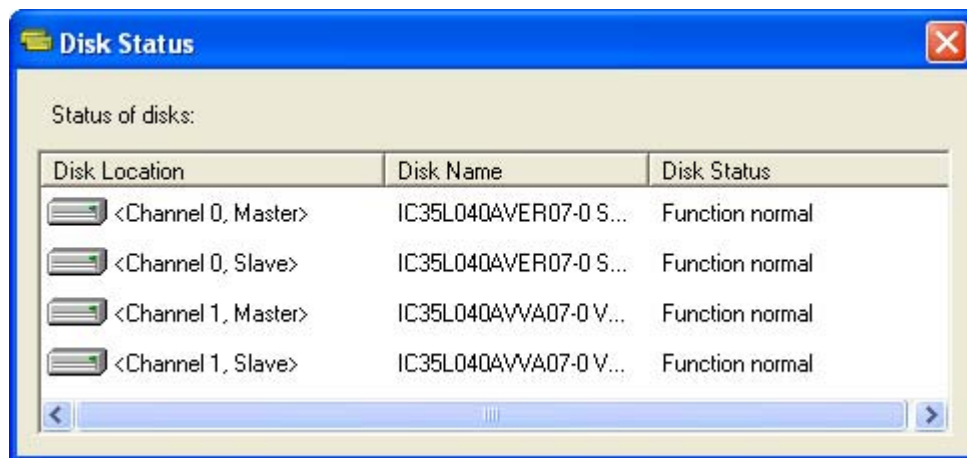 Disk Status
Status of disks:
Disk Location Disk Name Disk Status
<Channel 0, Master> IC35L040AVER07-0 S... Function normal
<Channel 0, Slave> IC35L040AVER07-0 S... Function normal
<Channel 1, Master> IC35L040AVVA07-0 V... Function normal
<Channel 1, Slave> IC35L040AVVA07-0 V... Function normal